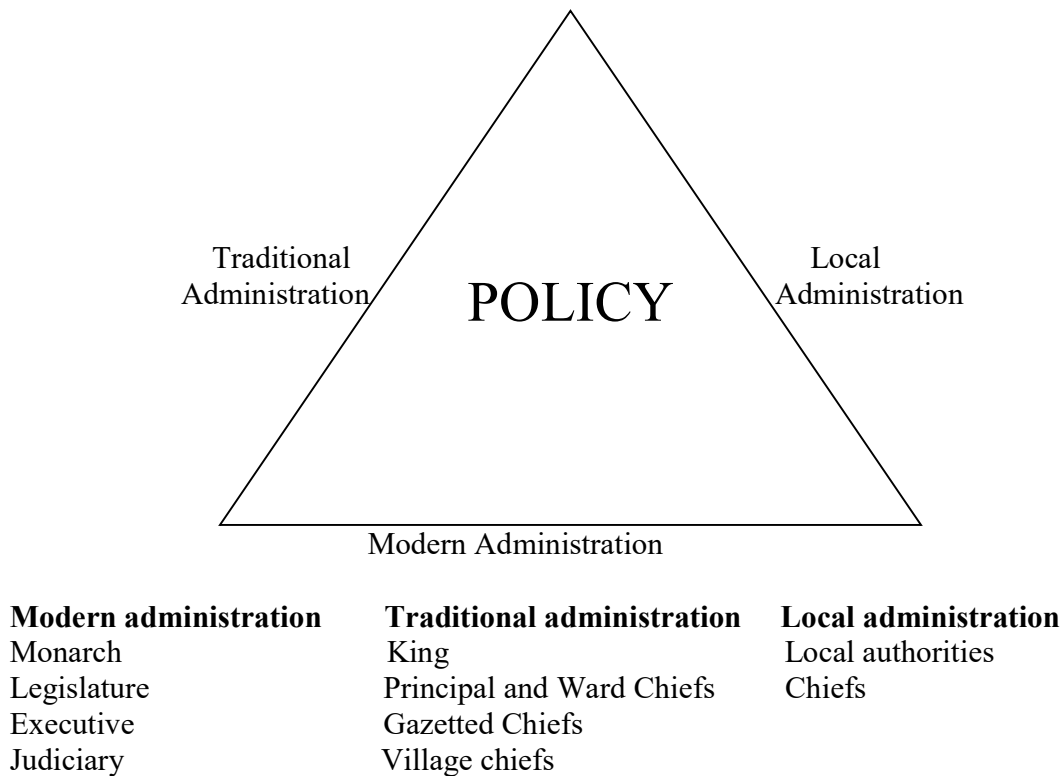 Traditional
Administration
POLICY
Local
Administration
Modern Administration
Modern administration Traditional administration Local administration
Monarch King Local authorities
Legislature Principal and Ward Chiefs Chiefs
Executive Gazetted Chiefs
Judiciary Village chiefs